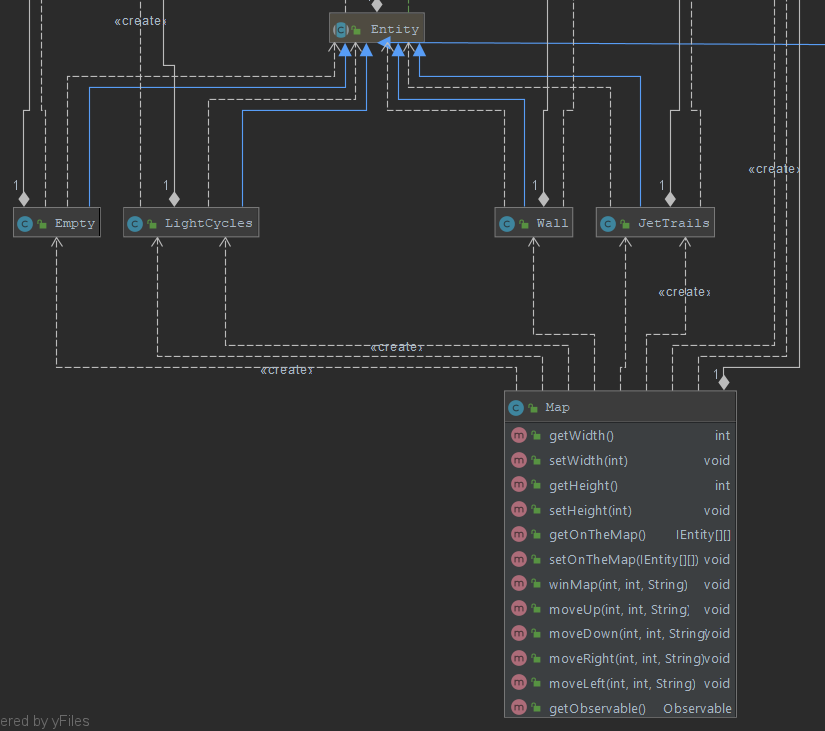 «create»
C Entity
«create»
1
1
1
1
C Empty
C LightCycles
C Wall
C JetTrails
«create»
«create»
«create»
1
C Map
m getWidth() int
m setWidth(int) void
m getHeight() int
m setHeight(int) void
m getOnTheMap() IEntity[][]
m setOnTheMap(IEntity[][]) void
m winMap(int, int, String) void
m moveUp(int, int, String) void
m moveDown(int, int, String) void
m moveRight(int, int, String) void
m moveLeft(int, int, String) void
m getObservable() Observable
ered by yFiles